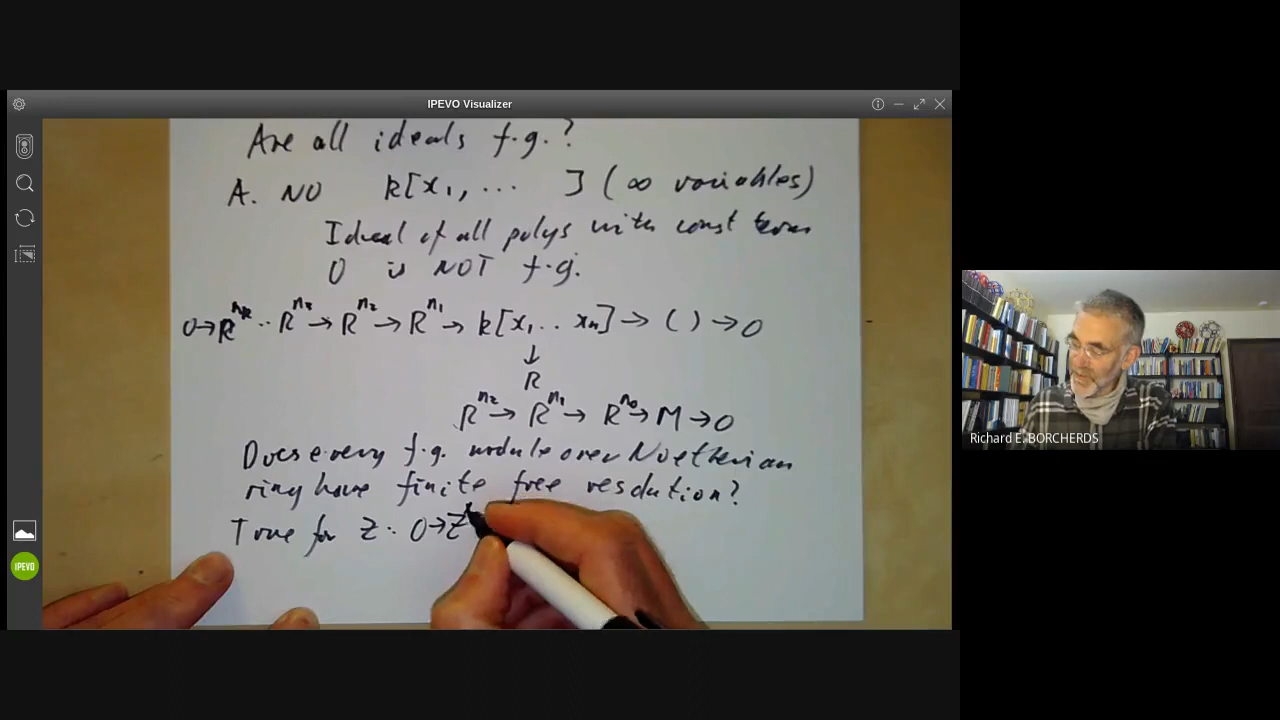 IPEVO Visualizer
Are all ideals f.g.?
A. NO k[x₁, ... ] (∞ variables)
Ideal of all polys with const term
0 is NOT f.g.
0→R^{n_k} ·· R^{n₃} → R^{n₂} → R^{n₁} → k[x₁ .. xₙ] → ( ) → 0
↓
R
R^{n₂} → R^{n₁} → R^{n₀} → M → 0
Does every f.g. module over Noetherian
ring have finite free resolution?
True for Z : 0→Z
IPEVO
Richard E. BORCHERDS